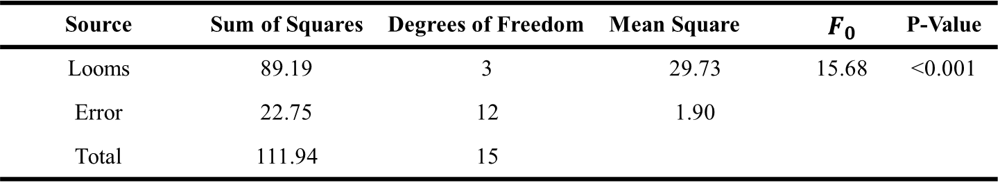 Source Sum of Squares Degrees of Freedom Mean Square F₀ P-Value
Looms 89.19 3 29.73 15.68 <0.001
Error 22.75 12 1.90
Total 111.94 15